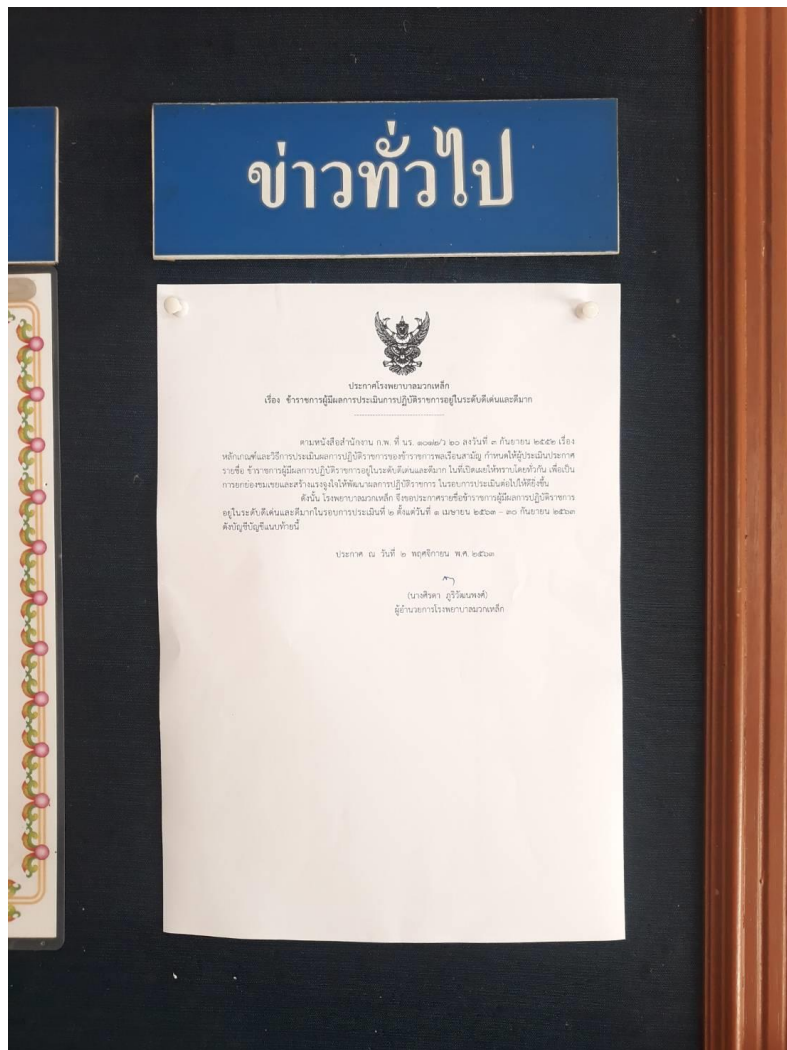 ข่าวทั่วไป
ประกาศโรงพยาบาลมวกเหล็ก
เรื่อง ข้าราชการผู้มีผลการประเมินการปฏิบัติราชการอยู่ในระดับดีเด่นและดีมาก
ตามหนังสือสำนักงาน ก.พ. ที่ นร. ๑๐๑๒/ว ๒๐ ลงวันที่ ๓ กันยายน ๒๕๕๒ เรื่อง
หลักเกณฑ์และวิธีการประเมินผลการปฏิบัติราชการของข้าราชการพลเรือนสามัญ กำหนดให้ผู้ประเมินประกาศ
รายชื่อ ข้าราชการผู้มีผลการปฏิบัติราชการอยู่ในระดับดีเด่นและดีมาก ในที่เปิดเผยให้ทราบโดยทั่วกัน เพื่อเป็น
การยกย่องชมเชยและสร้างแรงจูงใจให้พัฒนาผลการปฏิบัติราชการ ในรอบการประเมินต่อไปให้ดียิ่งขึ้น
ดังนั้น โรงพยาบาลมวกเหล็ก จึงขอประกาศรายชื่อข้าราชการผู้มีผลการปฏิบัติราชการ
อยู่ในระดับดีเด่นและดีมากในรอบการประเมินที่ ๒ ตั้งแต่วันที่ ๑ เมษายน ๒๕๖๓ – ๓๐ กันยายน ๒๕๖๓
ดังบัญชีบัญชีแนบท้ายนี้
ประกาศ ณ วันที่ ๒ พฤศจิกายน พ.ศ. ๒๕๖๓
(นางศิรดา ภูริวัฒนพงศ์)
ผู้อำนวยการโรงพยาบาลมวกเหล็ก